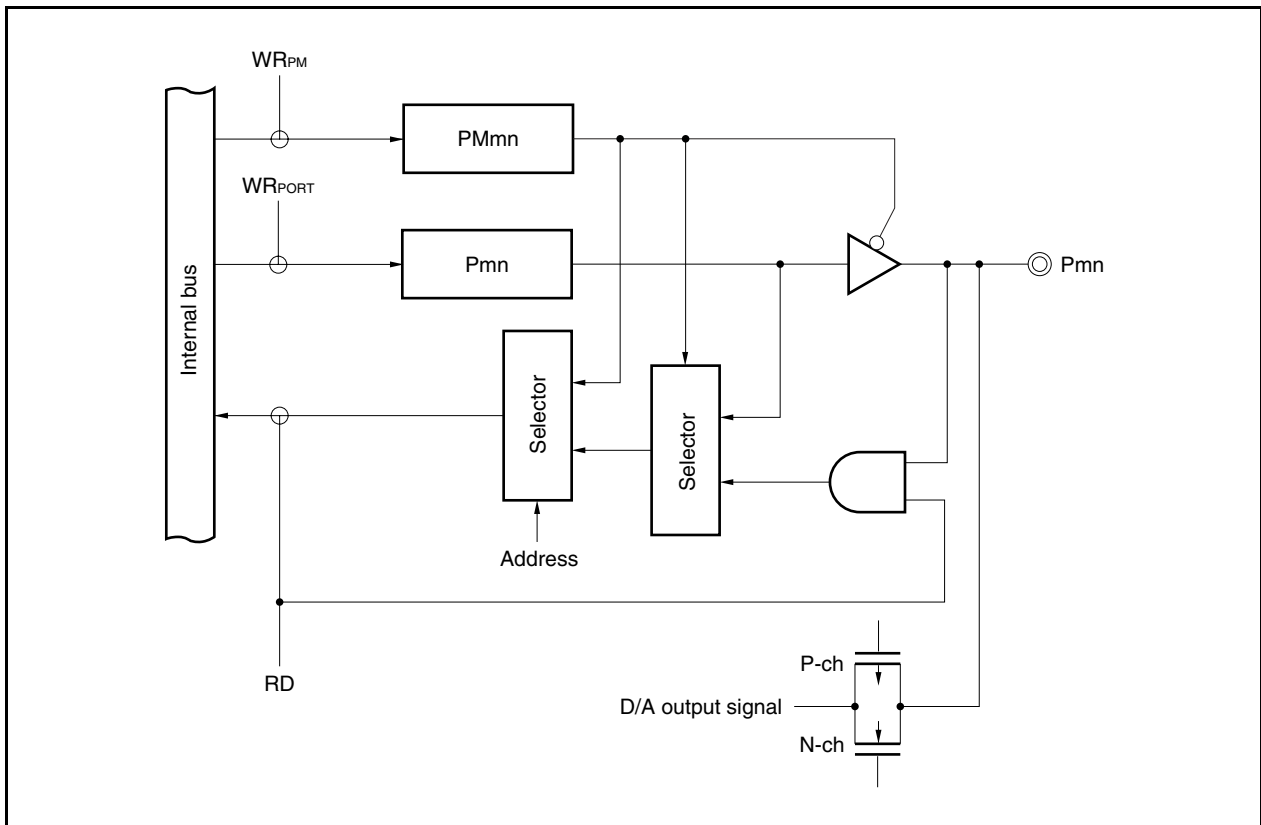 WRPM
PMmn
WRPORT
Pmn
Pmn
Internal bus
Selector
Selector
Address
RD
P-ch
D/A output signal
N-ch